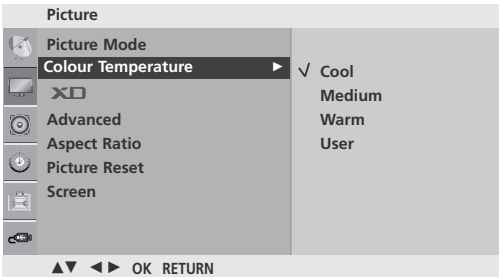 Picture
Picture Mode
Colour Temperature
XD
Advanced
Aspect Ratio
Picture Reset
Screen
√ Cool
Medium
Warm
User
▲▼ ◄► OK RETURN